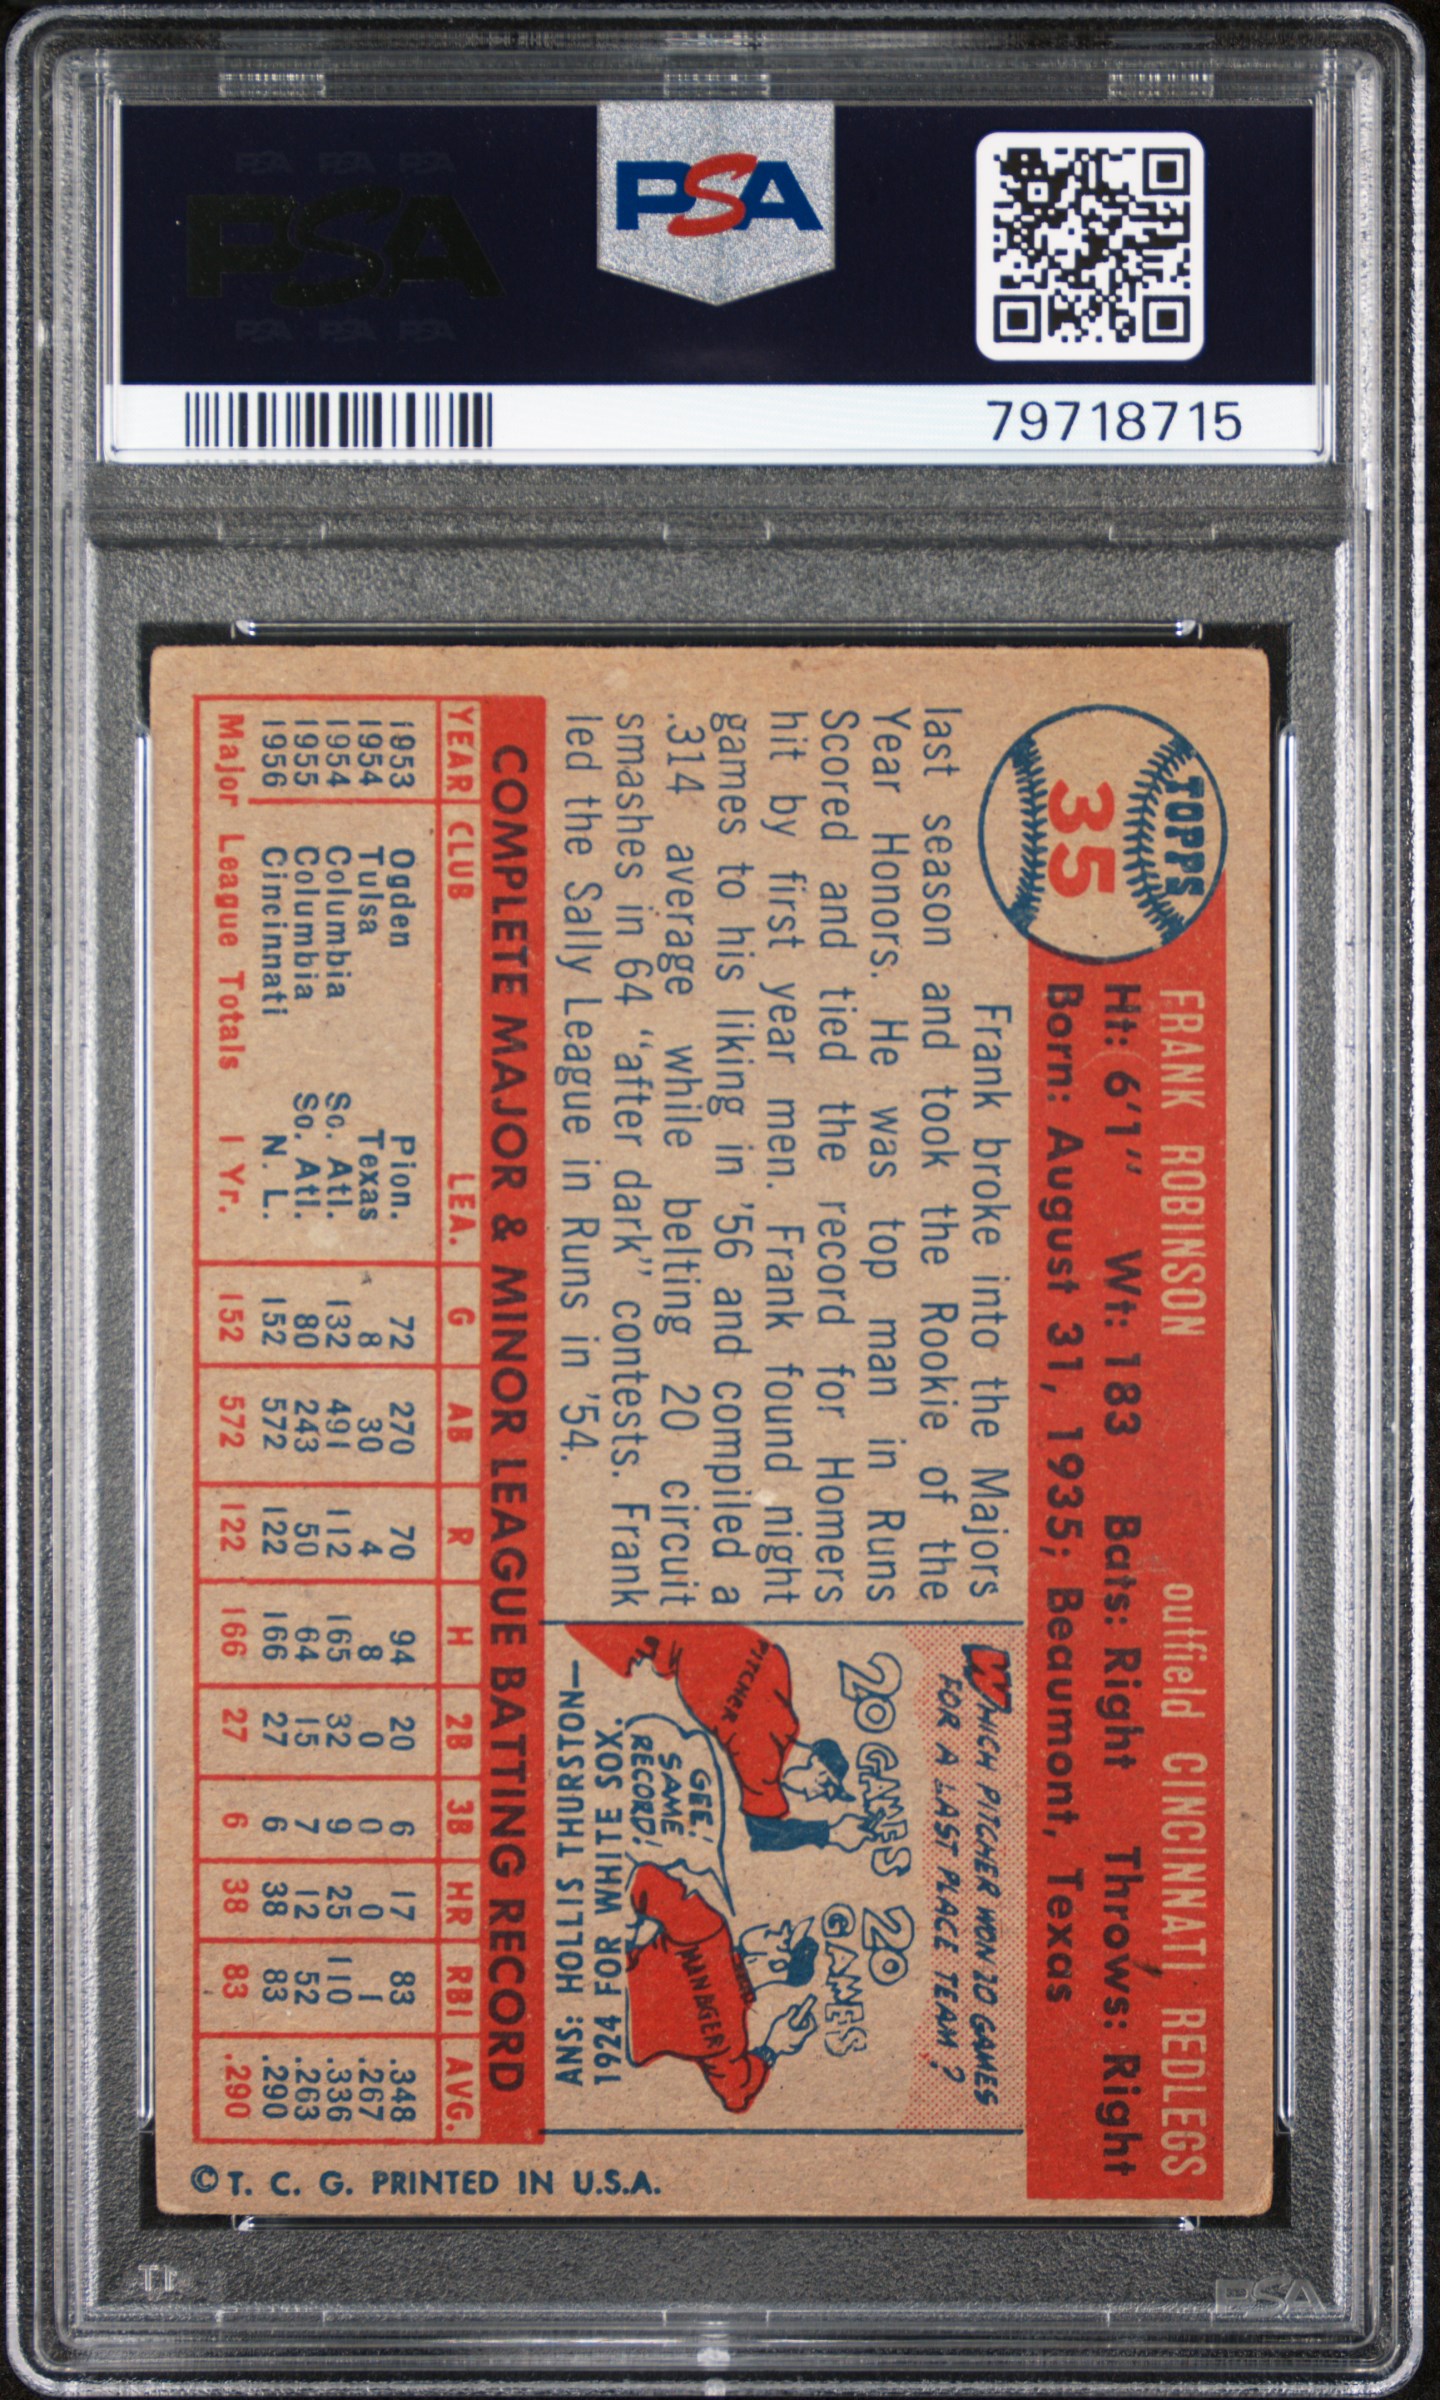 PSA PSA PSA
PSA
PSA PSA PSA
PSA
79718715
TOPPS
35
FRANK ROBINSON outfield CINCINNATI REDLEGS
Ht: 6'1" Wt: 183 Bats: Right Throws: Right
Born: August 31, 1935; Beaumont, Texas
Frank broke into the Majors
last season and took the Rookie of the
Year Honors. He was top man in Runs
Scored and tied the record for Homers
hit by first year men. Frank found night
games to his liking in '56 and compiled a
.314 average while belting 20 circuit
smashes in 64 "after dark" contests. Frank
led the Sally League in Runs in '54.
WHICH PITCHER WON 20 GAMES
FOR A LAST PLACE TEAM?
20 GAMES
20 GAMES
PITCHER
GEE!
SAME
RECORD!
MANAGER
ANS: HOLLIS THURSTON—
1924 FOR WHITE SOX.
COMPLETE MAJOR & MINOR LEAGUE BATTING RECORD
YEAR CLUB LEA. G AB R H 2B 3B HR RBI AVG.
1953 Ogden Pion. 72 270 70 94 20 6 17 83 .348
1954 Tulsa Texas 8 30 4 8 0 0 0 1 .267
1954 Columbia So. Atl. 132 491 112 165 32 9 25 110 .336
1955 Columbia So. Atl. 80 243 50 64 15 7 12 52 .263
1956 Cincinnati N. L. 152 572 122 166 27 6 38 83 .290
Major League Totals 1 Yr. 152 572 122 166 27 6 38 83 .290
© T. C. G. PRINTED IN U.S.A.
PSA